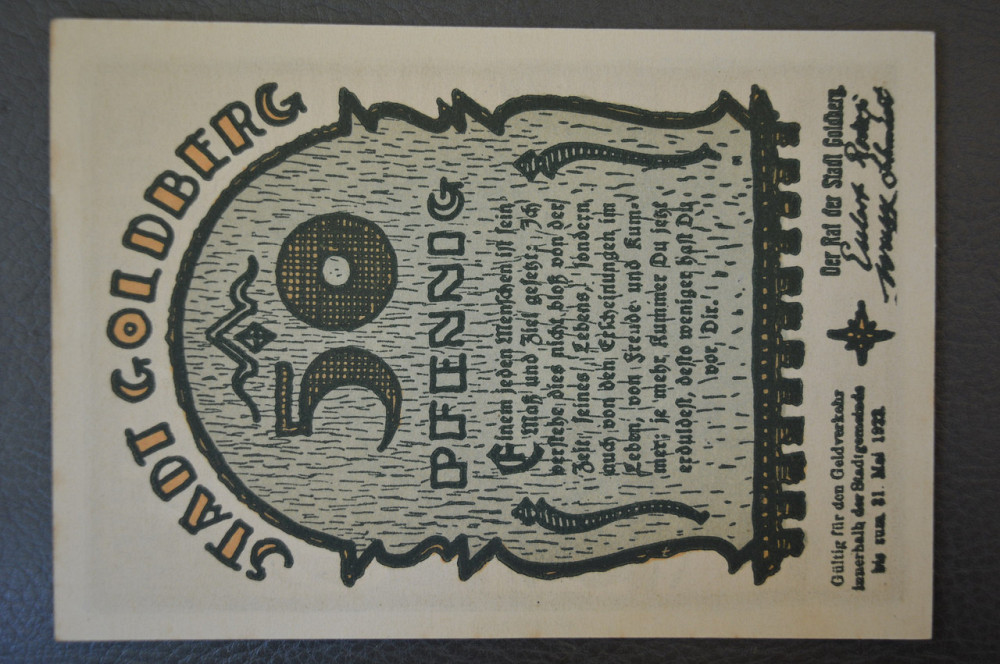 STADT GOLDBERG
50
PFENNIG
Einem jeden Menschen ist sein
Maß und Ziel gesetzt. Ich
verstehe dies nicht bloß von der
Zeit seines Lebens, sondern
auch von den Erscheinungen im
Leben, von Freude und Kum-
mer; je mehr Kummer Du jetzt
erduldest, desto weniger hast Du
vor Dir.
Gültig für den Geldverkehr
innerhalb der Stadtgemeinde
bis zum 31. Mai 1922
Der Rat der Stadt Goldberg